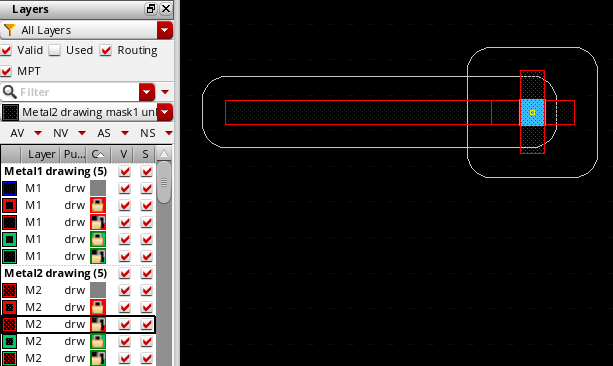 Layers
All Layers
Valid Used Routing
MPT
Filter
Metal2 drawing mask1 unl
AV NV AS NS
Layer Pu... C V S
Metal1 drawing (5)
M1 drw
M1 drw
M1 drw
M1 drw
M1 drw
Metal2 drawing (5)
M2 drw
M2 drw
M2 drw
M2 drw
M2 drw